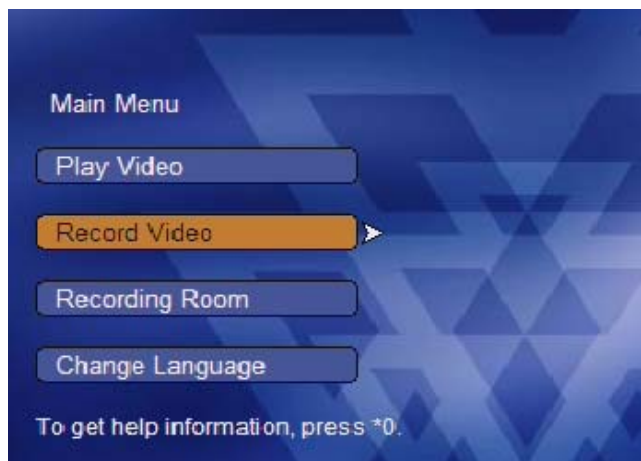 Main Menu
Play Video
Record Video
Recording Room
Change Language
To get help information, press *0.